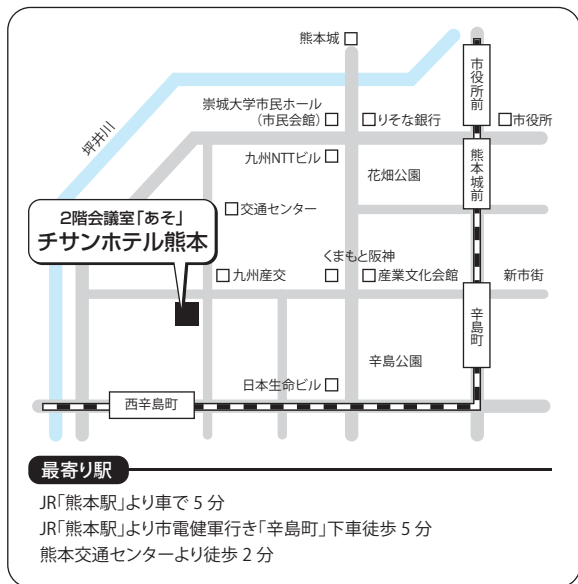 熊本城
市役所前
坪井川
崇城大学市民ホール
(市民会館)
りそな銀行
市役所
九州NTTビル
花畑公園
熊本城前
2階会議室「あそ」
チサンホテル熊本
交通センター
くまもと阪神
九州産交
産業文化会館
新市街
辛島町
辛島公園
日本生命ビル
西辛島町
最寄り駅
JR「熊本駅」より車で 5 分
JR「熊本駅」より市電健軍行き「辛島町」下車徒歩 5 分
熊本交通センターより徒歩 2 分